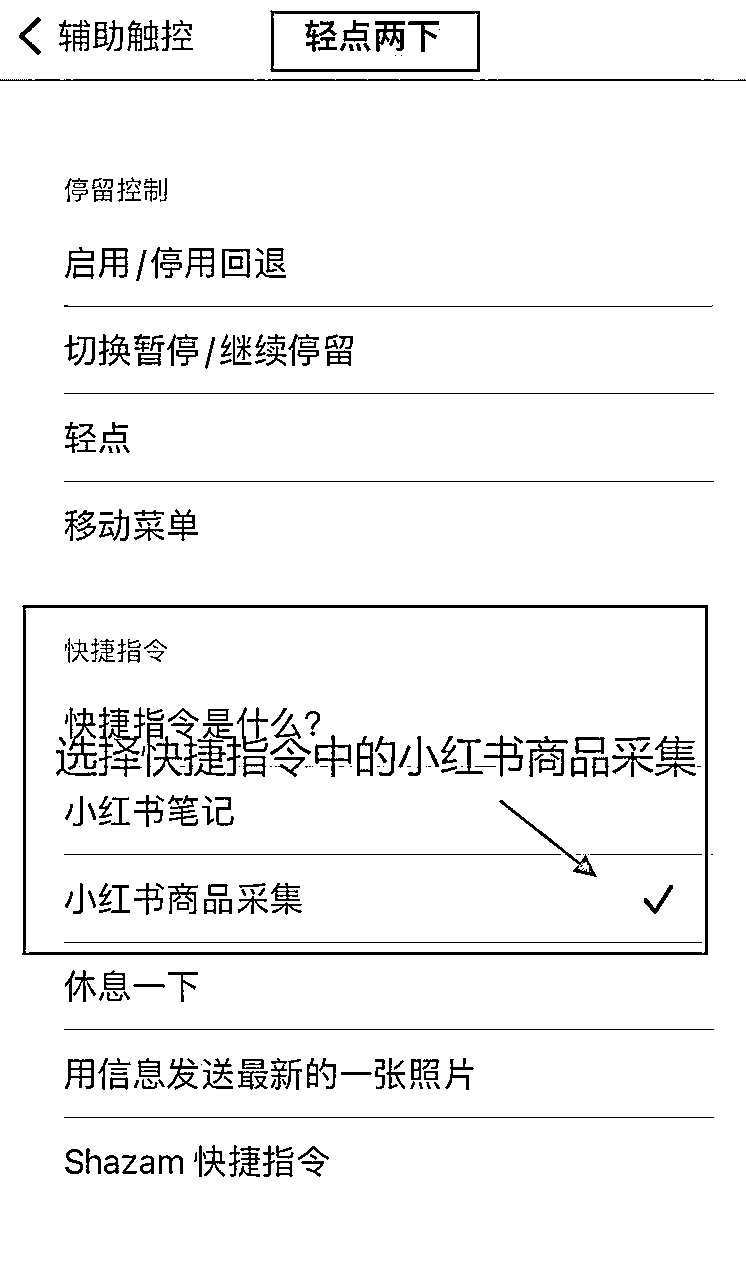 辅助触控
轻点两下
停留控制
启用/停用回退
切换暂停/继续停留
轻点
移动菜单
快捷指令
快捷指令是什么?
选择快捷指令中的小红书商品采集
小红书笔记
小红书商品采集
休息一下
用信息发送最新的一张照片
Shazam 快捷指令